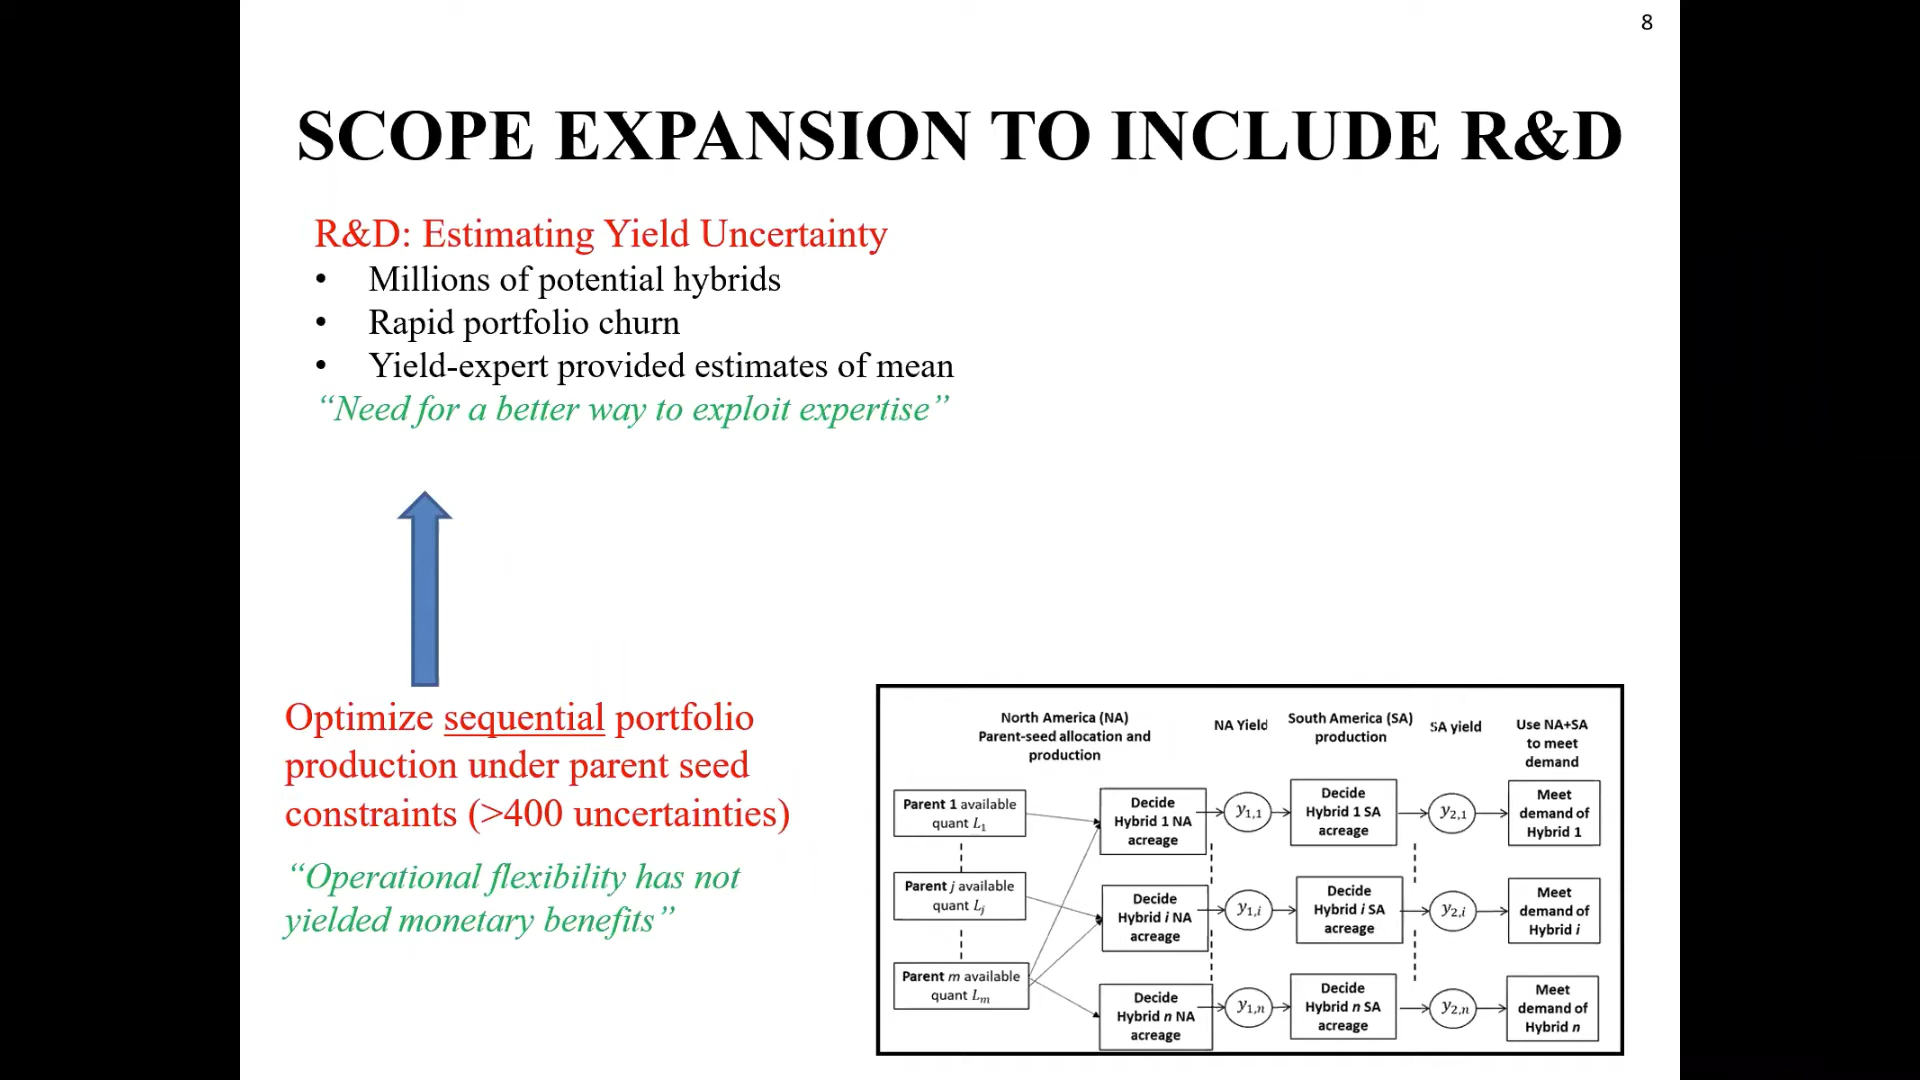 8
SCOPE EXPANSION TO INCLUDE R&D
R&D: Estimating Yield Uncertainty
• Millions of potential hybrids
• Rapid portfolio churn
• Yield-expert provided estimates of mean
“Need for a better way to exploit expertise”
Optimize sequential portfolio
production under parent seed
constraints (>400 uncertainties)
“Operational flexibility has not
yielded monetary benefits”
North America (NA)
Parent-seed allocation and
production
NA Yield
South America (SA)
production
SA yield
Use NA+SA
to meet
demand
Parent 1 available
quant L₁
Decide
Hybrid 1 NA
acreage
y₁,₁
Decide
Hybrid 1 SA
acreage
y₂,₁
Meet
demand of
Hybrid 1
Parent j available
quant Lⱼ
Decide
Hybrid i NA
acreage
y₁,ᵢ
Decide
Hybrid i SA
acreage
y₂,ᵢ
Meet
demand of
Hybrid i
Parent m available
quant Lₘ
Decide
Hybrid n NA
acreage
y₁,ₙ
Decide
Hybrid n SA
acreage
y₂,ₙ
Meet
demand of
Hybrid n